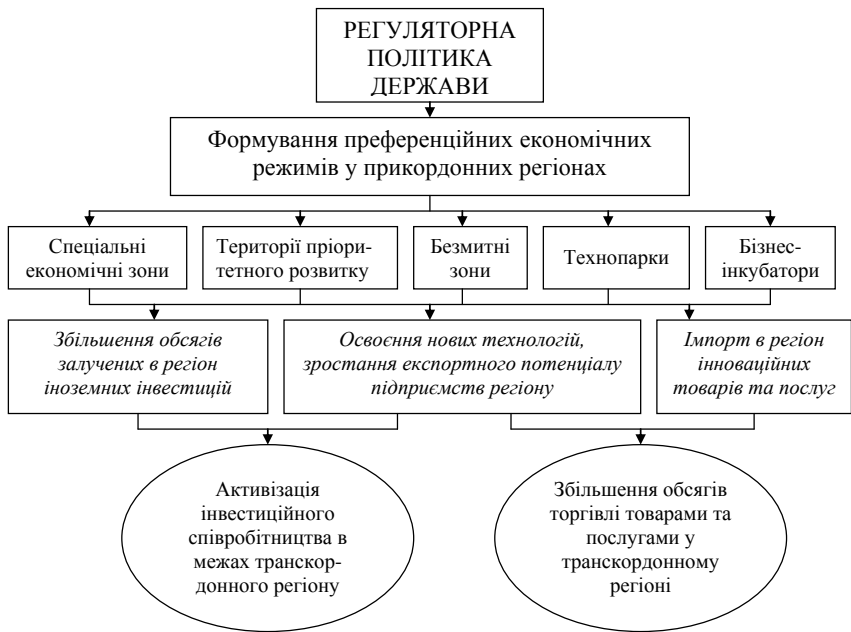 РЕГУЛЯТОРНА
ПОЛІТИКА
ДЕРЖАВИ
Формування преференційних економічних
режимів у прикордонних регіонах
Спеціальні
економічні зони
Території пріори-
тетного розвитку
Безмитні
зони
Технопарки
Бізнес-
інкубатори
Збільшення обсягів
залучених в регіон
іноземних інвестицій
Освоєння нових технологій,
зростання експортного потенціалу
підприємств регіону
Імпорт в регіон
інноваційних
товарів та послуг
Активізація
інвестиційного
співробітництва в
межах транскор-
донного регіону
Збільшення обсягів
торгівлі товарами та
послугами у
транскордонному
регіоні